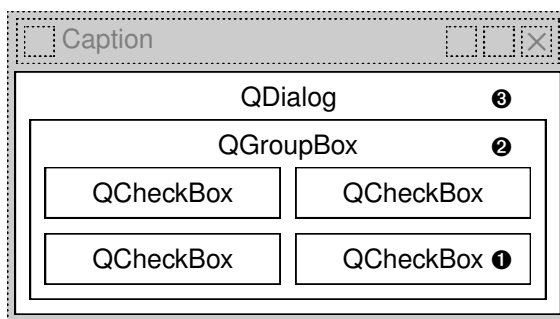 Caption
QDialog ❸
QGroupBox ❷
QCheckBox QCheckBox
QCheckBox QCheckBox ❶